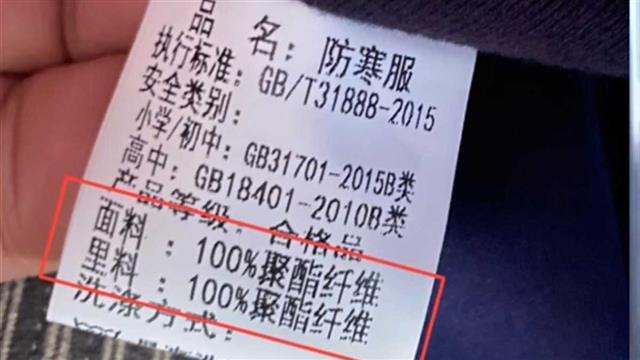 品 名：防寒服
执行标准：GB/T31888-2015
安全类别：
小学/初中：GB31701-2015B类
高中：GB18401-2010B类
产品等级：合格品
面料：100%聚酯纤维
里料：100%聚酯纤维
洗涤方式：